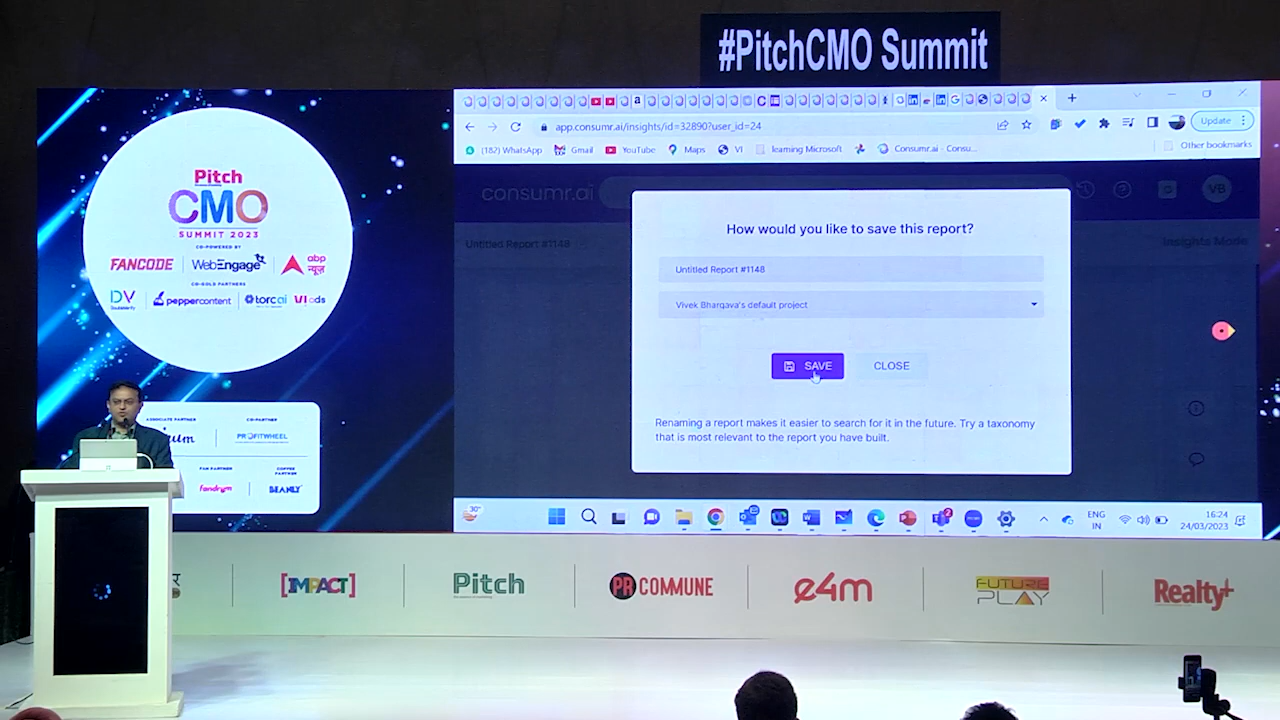 #PitchCMO Summit
Pitch
CMO
SUMMIT 2023
CO-POWERED BY
FANCODE
WebEngage
abp
न्यूज़
CO-GOLD PARTNERS
DV
DoubleVerify
peppercontent
torcai
VI ads
ASSOCIATE PARTNER
CO-PARTNER
PROFITWHEEL
FAN PARTNER
COFFEE
PARTNER
fandrum
BEANLY
app.consumr.ai/insights/id=32890?user_id=24
Update
(182) WhatsApp
Gmail
YouTube
Maps
VI
learning Microsoft
Consumr.ai - Consu...
Other bookmarks
consumr.ai
VB
Untitled Report #1148
Insights Mode
How would you like to save this report?
Untitled Report #1148
Vivek Bhargava's default project
SAVE
CLOSE
Renaming a report makes it easier to search for it in the future. Try a taxonomy
that is most relevant to the report you have built.
30°
ENG
IN
16:24
24/03/2023
[IMPACT]
Pitch
PR COMMUNE
e4m
FUTURE
PLAY
Realty+